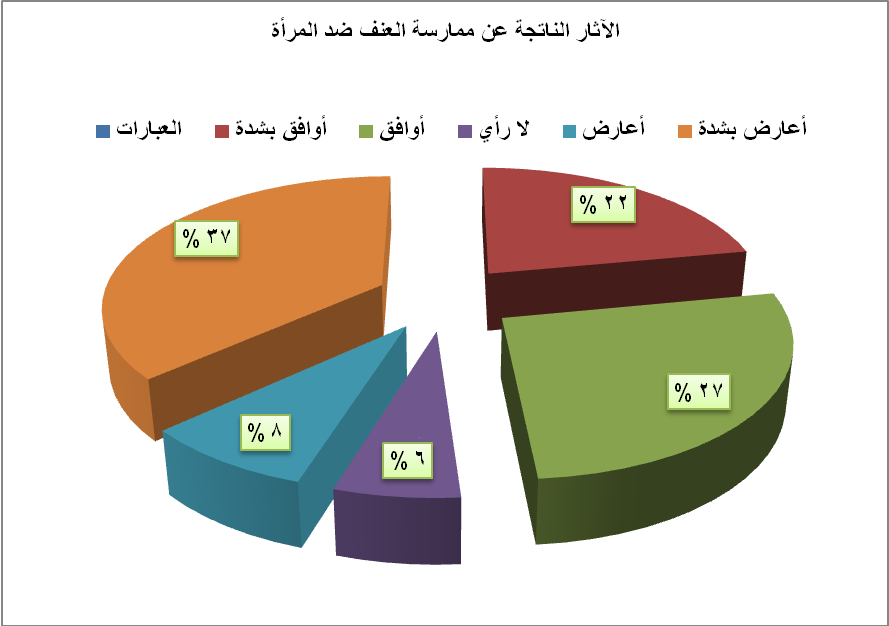 الآثار الناتجة عن ممارسة العنف ضد المرأة
العبارات أوافق بشدة أوافق لا رأي أعارض أعارض بشدة
٢٢ %
٣٧ %
٢٧ %
٨ %
٦ %